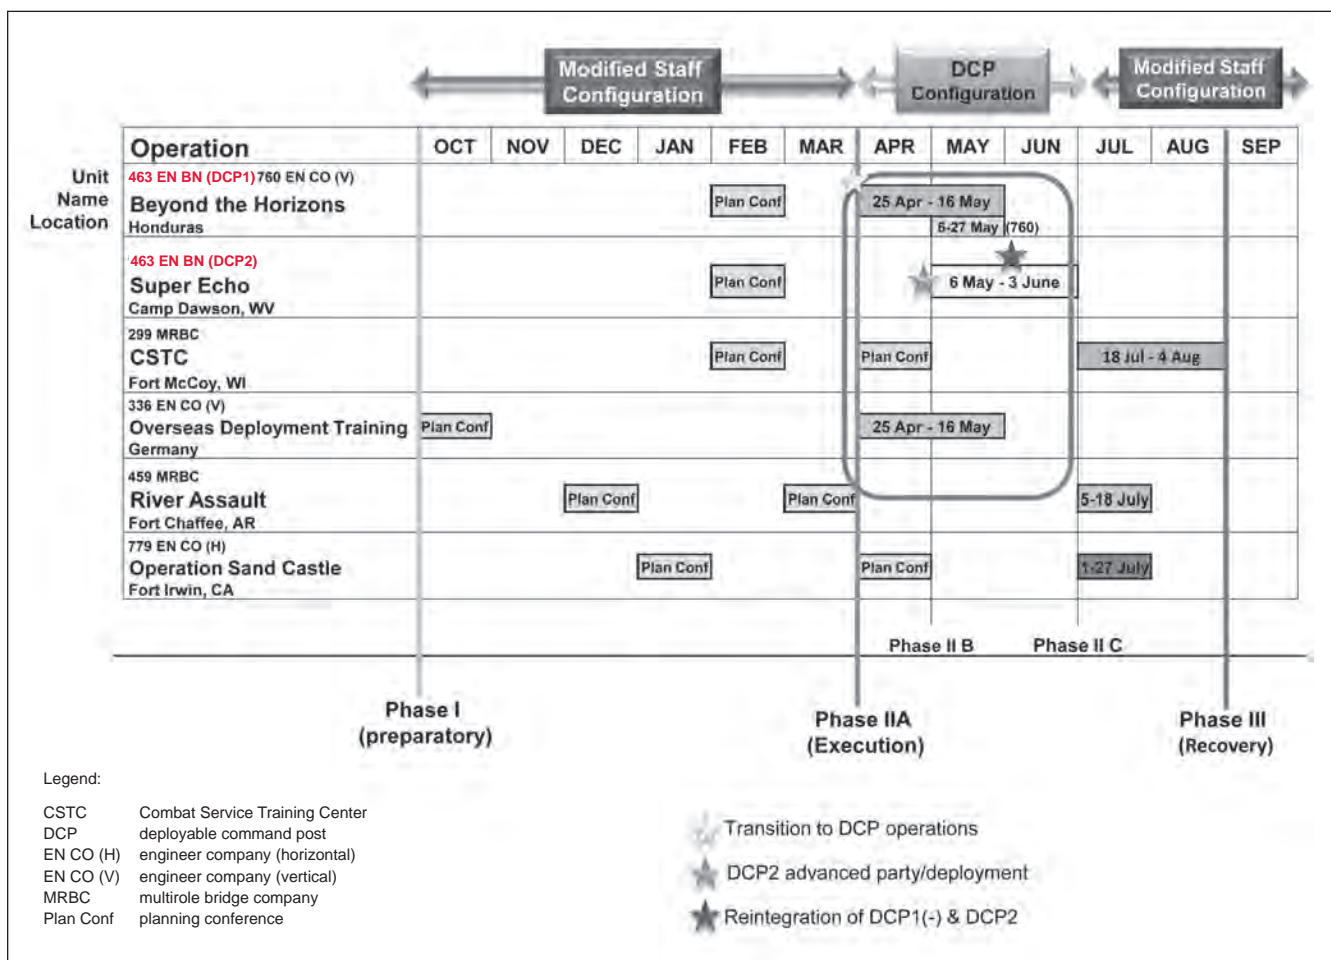 Modified Staff
Configuration
DCP
Configuration
Modified Staff
Configuration
Operation OCT NOV DEC JAN FEB MAR APR MAY JUN JUL AUG SEP
Unit
Name
Location
463 EN BN (DCP1) 760 EN CO (V)
Beyond the Horizons
Honduras
Plan Conf
25 Apr - 16 May
6-27 May (760)
463 EN BN (DCP2)
Super Echo
Camp Dawson, WV
Plan Conf
6 May - 3 June
299 MRBC
CSTC
Fort McCoy, WI
Plan Conf
Plan Conf
18 Jul - 4 Aug
336 EN CO (V)
Overseas Deployment Training
Germany
Plan Conf
25 Apr - 16 May
459 MRBC
River Assault
Fort Chaffee, AR
Plan Conf
Plan Conf
5-18 July
779 EN CO (H)
Operation Sand Castle
Fort Irwin, CA
Plan Conf
Plan Conf
1-27 July
Phase II B
Phase II C
Phase I
(preparatory)
Phase IIA
(Execution)
Phase III
(Recovery)
Legend:
CSTC Combat Service Training Center
DCP deployable command post
EN CO (H) engineer company (horizontal)
EN CO (V) engineer company (vertical)
MRBC multirole bridge company
Plan Conf planning conference
Transition to DCP operations
DCP2 advanced party/deployment
Reintegration of DCP1(-) & DCP2